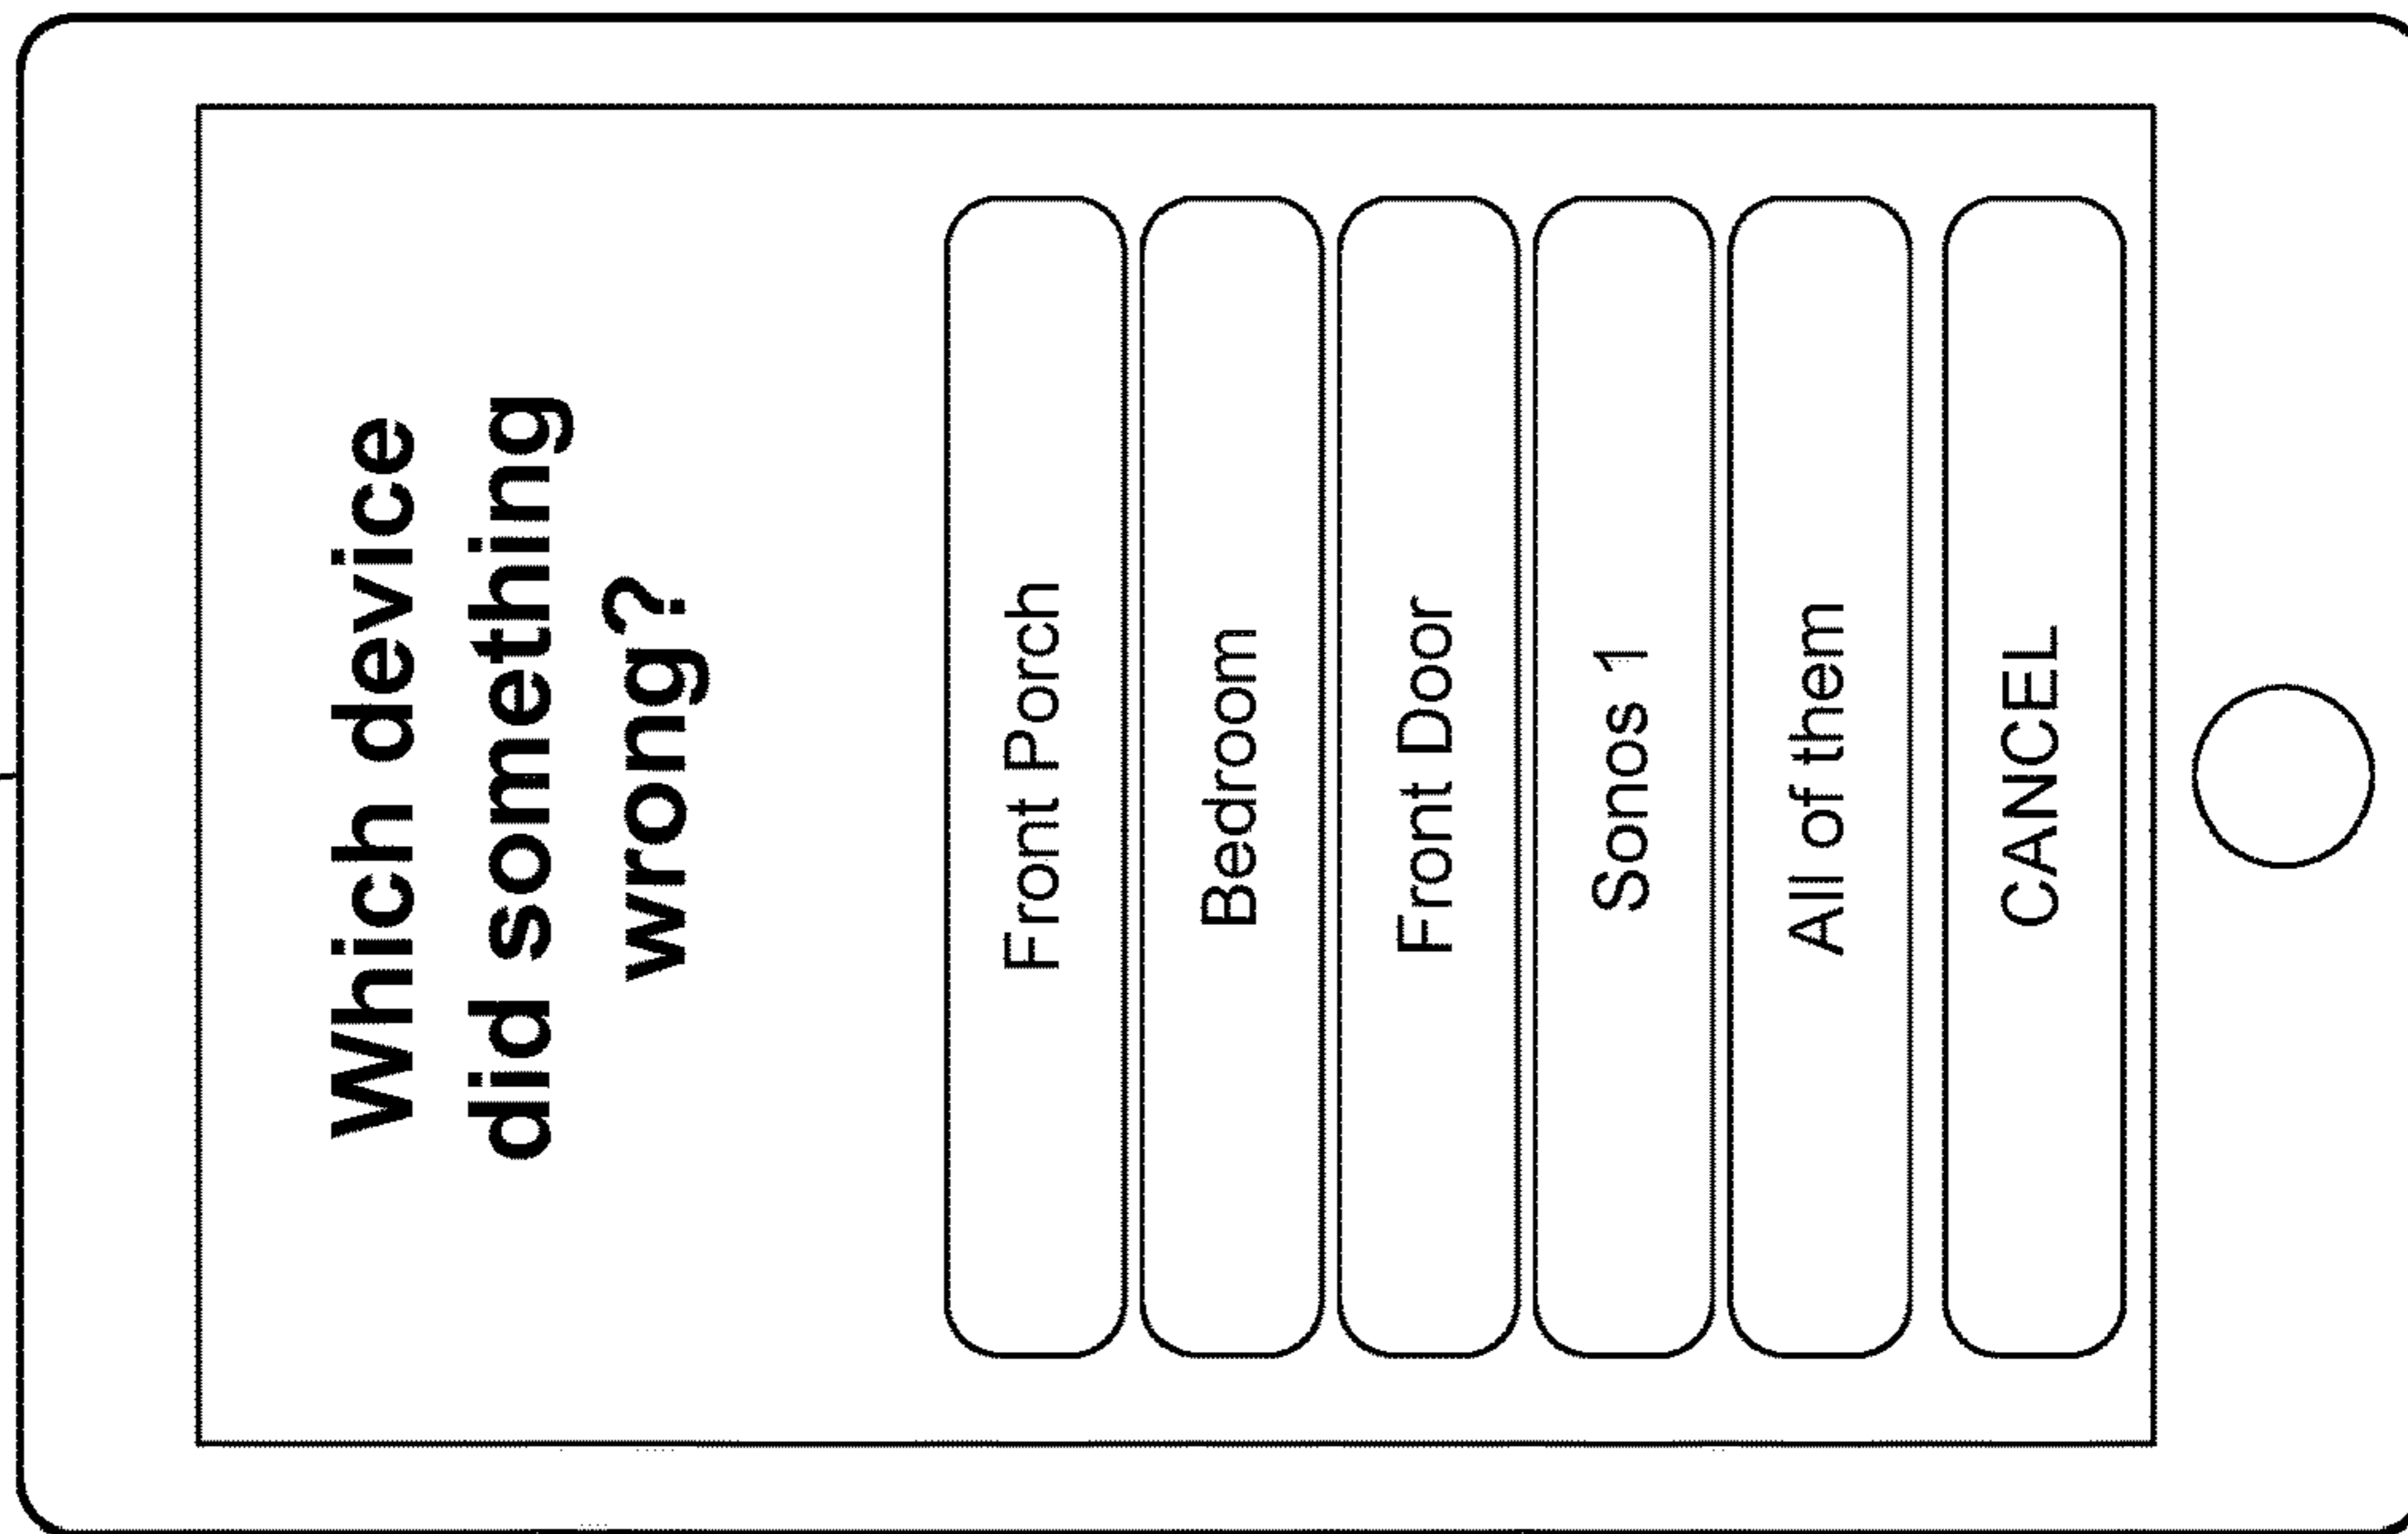 Which device
did something
wrong?
Front Porch
Bedroom
Front Door
Sonos 1
All of them
CANCEL